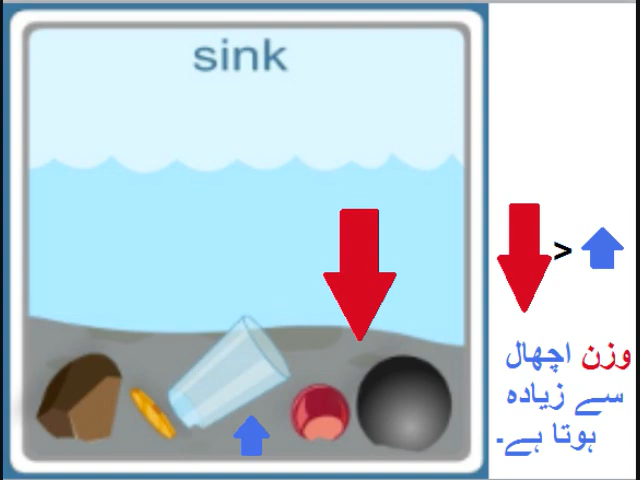 sink
>
وزن اچھال
سے زیادہ
ہوتا ہے۔